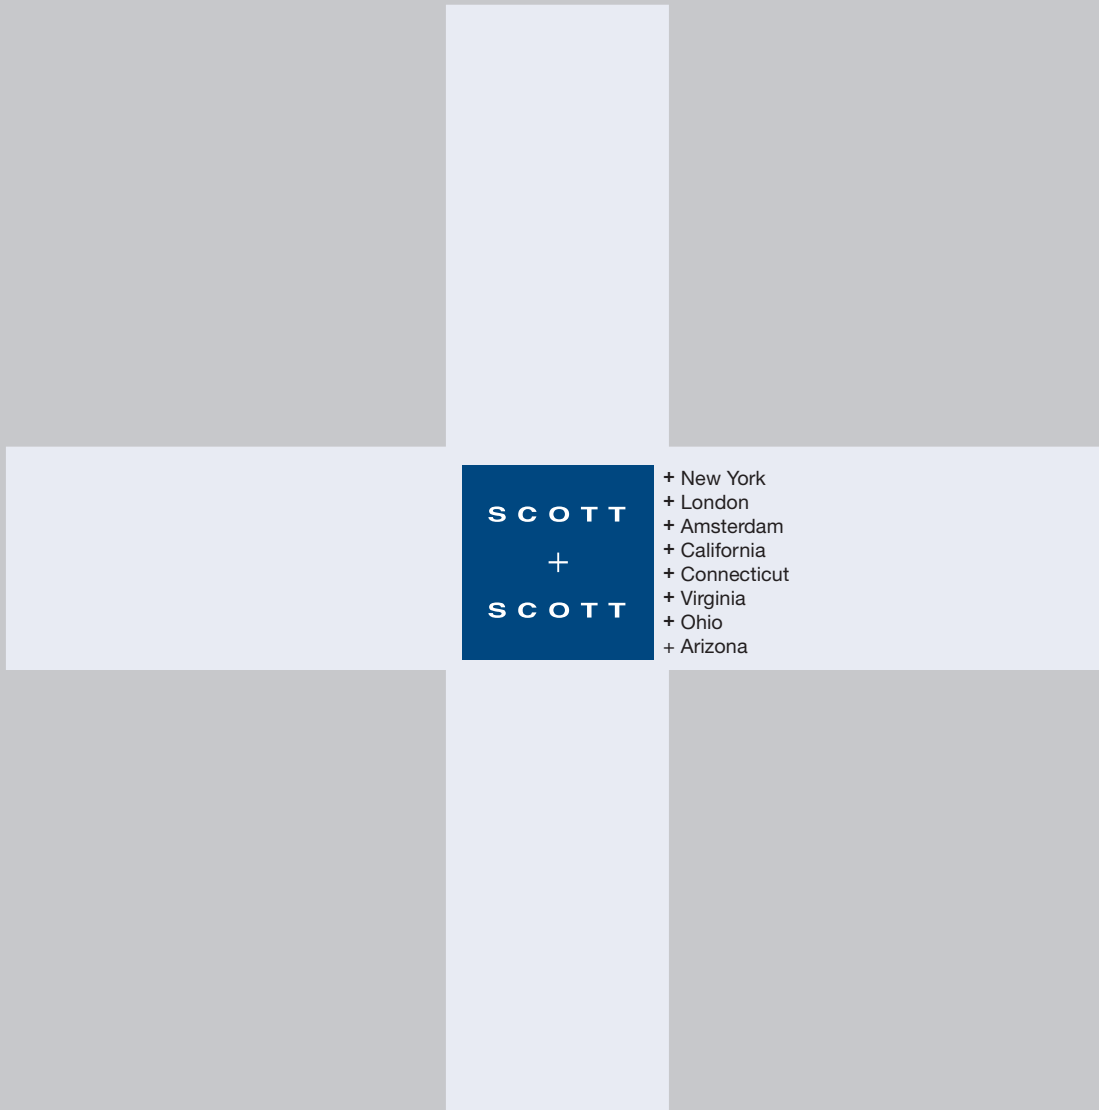 SCOTT
+
SCOTT
+ New York
+ London
+ Amsterdam
+ California
+ Connecticut
+ Virginia
+ Ohio
+ Arizona